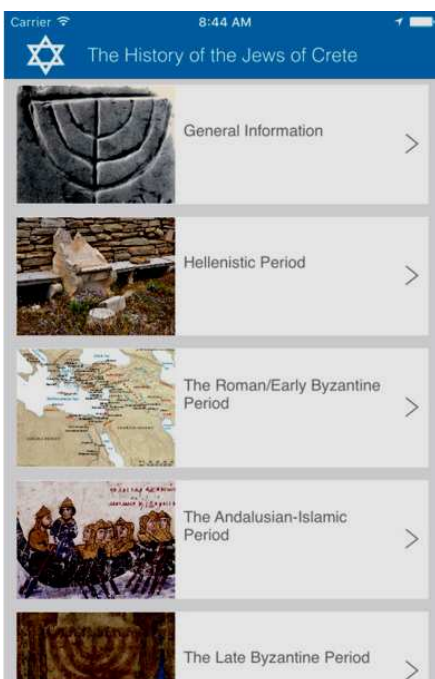 Carrier
8:44 AM
The History of the Jews of Crete
General Information
Hellenistic Period
The Roman/Early Byzantine
Period
The Andalusian-Islamic
Period
The Late Byzantine Period